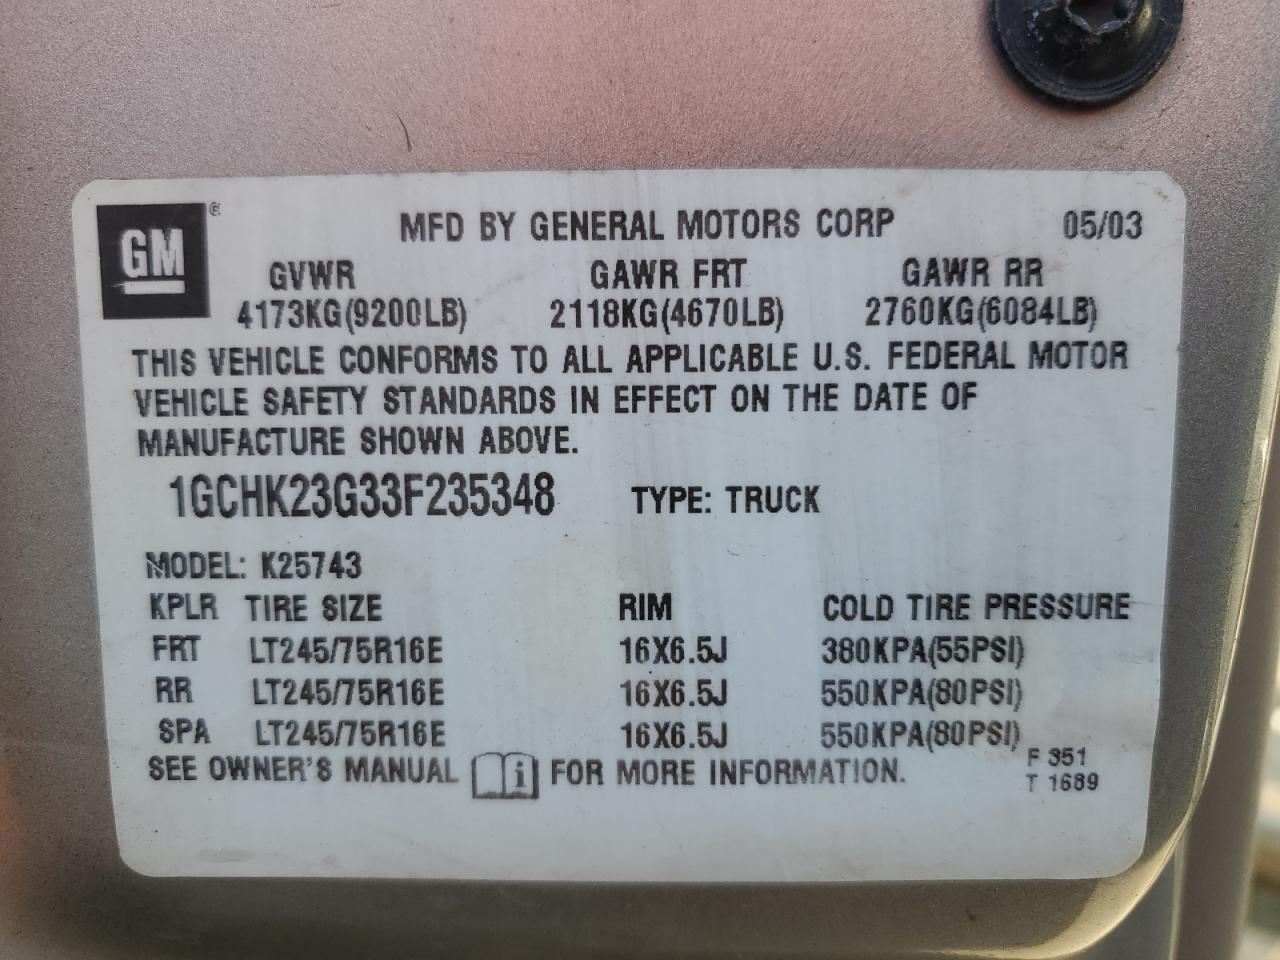 GM ®
MFD BY GENERAL MOTORS CORP 05/03
GVWR GAWR FRT GAWR RR
4173KG(9200LB) 2118KG(4670LB) 2760KG(6084LB)
THIS VEHICLE CONFORMS TO ALL APPLICABLE U.S. FEDERAL MOTOR
VEHICLE SAFETY STANDARDS IN EFFECT ON THE DATE OF
MANUFACTURE SHOWN ABOVE.
1GCHK23G33F235348 TYPE: TRUCK
MODEL: K25743
KPLR TIRE SIZE RIM COLD TIRE PRESSURE
FRT LT245/75R16E 16X6.5J 380KPA(55PSI)
RR LT245/75R16E 16X6.5J 550KPA(80PSI)
SPA LT245/75R16E 16X6.5J 550KPA(80PSI)
SEE OWNER'S MANUAL i FOR MORE INFORMATION.
F 351
T 1689